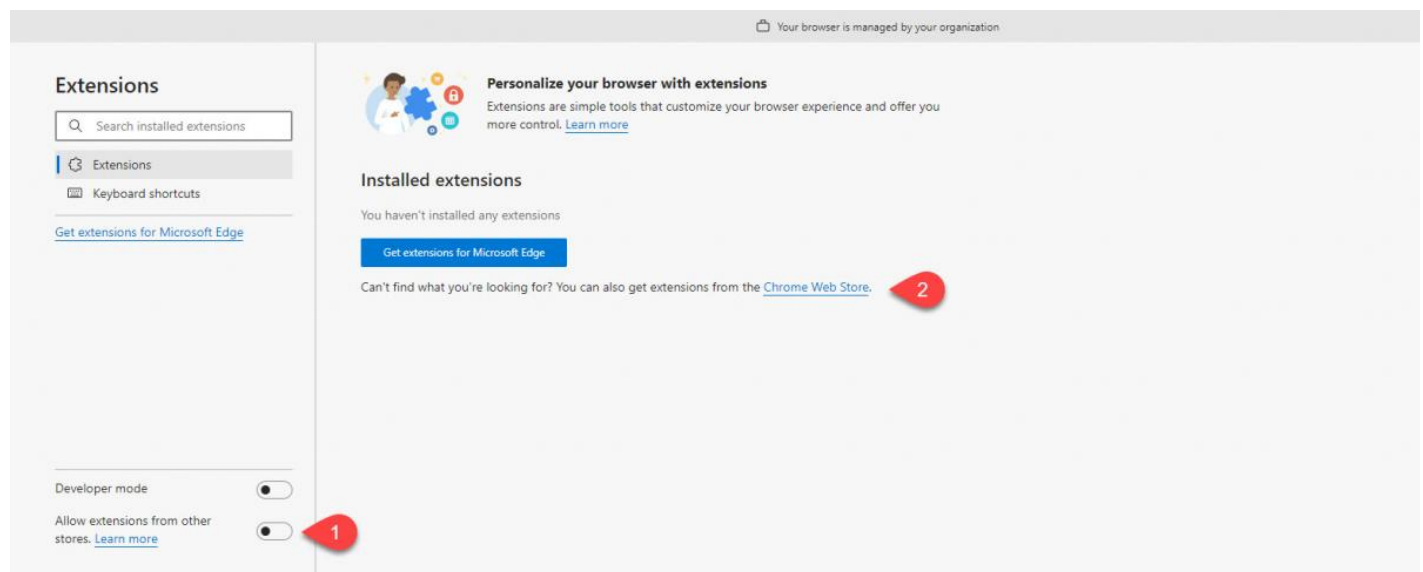 Your browser is managed by your organization
Extensions
Search installed extensions
Extensions
Keyboard shortcuts
Get extensions for Microsoft Edge
Developer mode
Allow extensions from other
stores. Learn more
1
Personalize your browser with extensions
Extensions are simple tools that customize your browser experience and offer you
more control. Learn more
Installed extensions
You haven't installed any extensions
Get extensions for Microsoft Edge
Can't find what you're looking for? You can also get extensions from the Chrome Web Store.
2